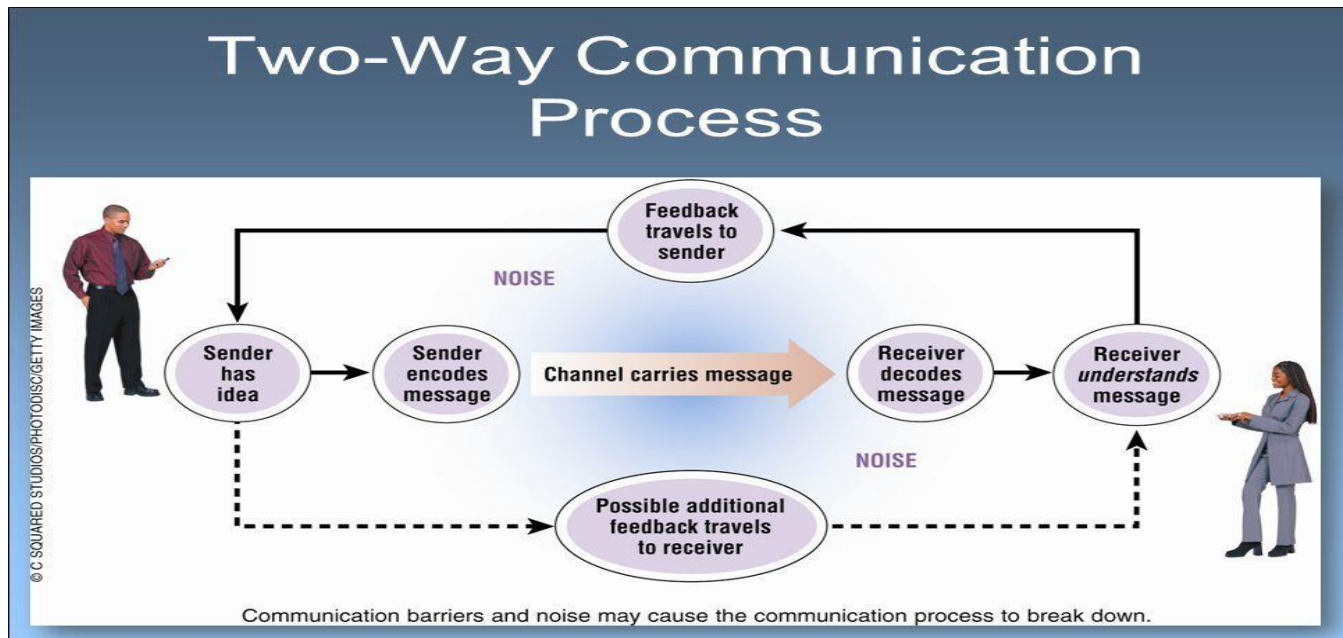 Two-Way Communication
Process
Feedback
travels to
sender
NOISE
Sender
has
idea
Sender
encodes
message
Channel carries message
Receiver
decodes
message
Receiver
understands
message
NOISE
Possible additional
feedback travels
to receiver
© C SQUARED STUDIOS/PHOTODISC/GETTY IMAGES
Communication barriers and noise may cause the communication process to break down.